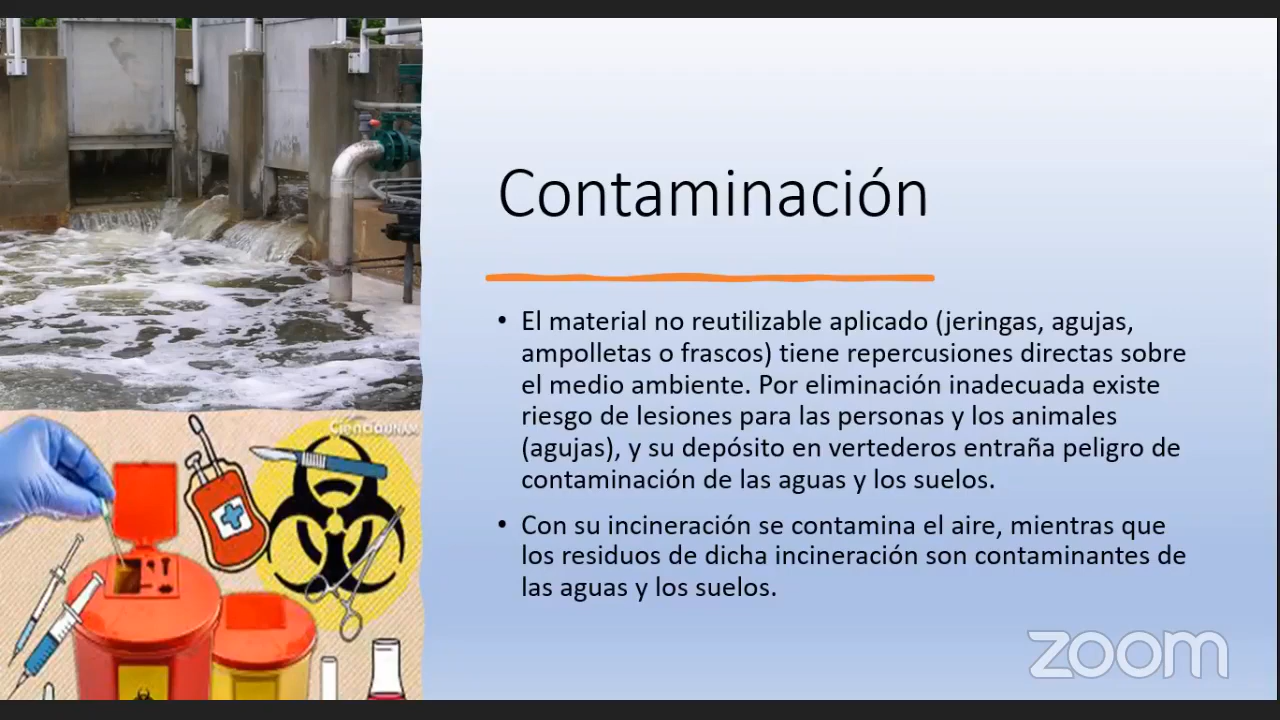 Contaminación
• El material no reutilizable aplicado (jeringas, agujas,
ampolletas o frascos) tiene repercusiones directas sobre
el medio ambiente. Por eliminación inadecuada existe
riesgo de lesiones para las personas y los animales
(agujas), y su depósito en vertederos entraña peligro de
contaminación de las aguas y los suelos.
• Con su incineración se contamina el aire, mientras que
los residuos de dicha incineración son contaminantes de
las aguas y los suelos.
CienciaUNAM
zoom